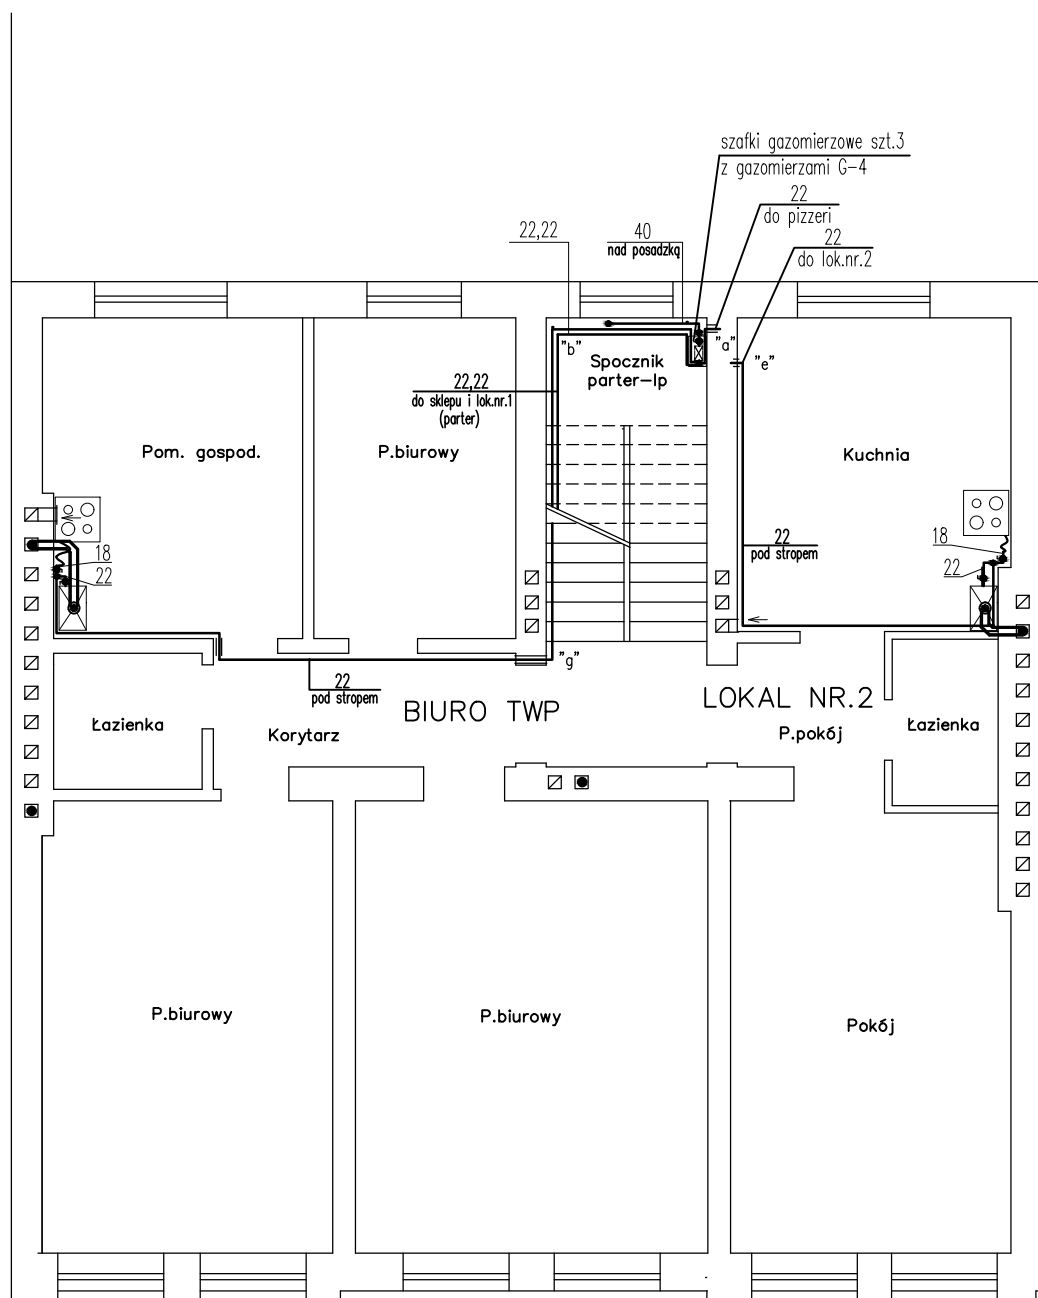 szafki gazomierzowe szt.3
z gazomierzami G-4
22
do pizzeri
22,22
40
nad posadzką
22
do lok.nr.2
"b"
"a"
"e"
Spocznik
parter-Ip
22,22
do sklepu i lok.nr.1
(parter)
Pom. gospod.
P.biurowy
Kuchnia
18
22
22
pod stropem
18
22
"g"
22
pod stropem
BIURO TWP
LOKAL NR.2
Łazienka
Korytarz
P.pokój
Łazienka
P.biurowy
P.biurowy
Pokój